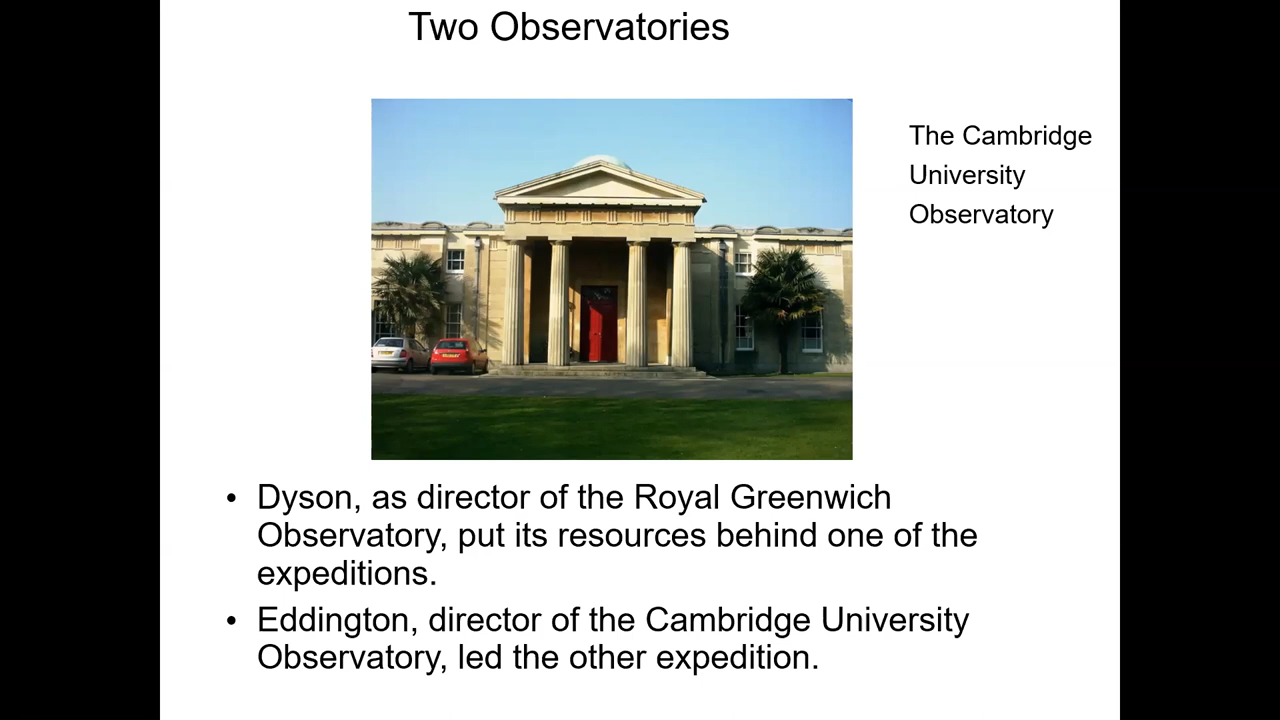 Two Observatories
The Cambridge
University
Observatory
• Dyson, as director of the Royal Greenwich
Observatory, put its resources behind one of the
expeditions.
• Eddington, director of the Cambridge University
Observatory, led the other expedition.